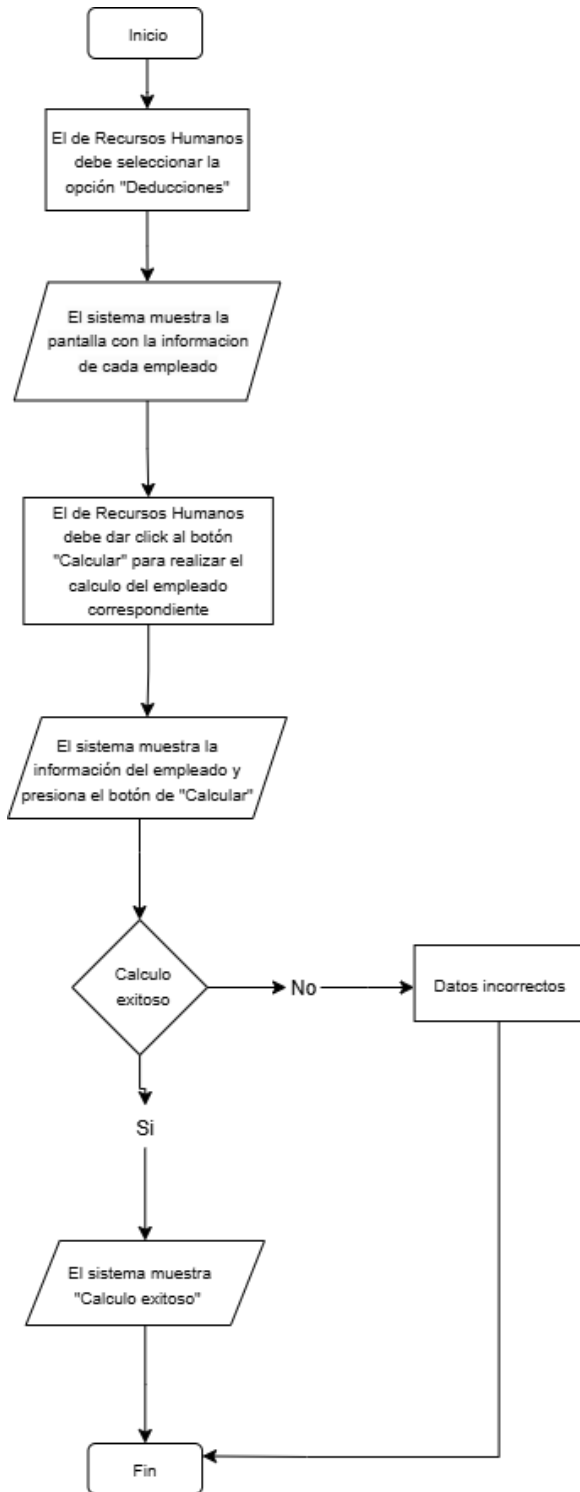 Inicio
El de Recursos Humanos
debe seleccionar la
opción "Deducciones"
El sistema muestra la
pantalla con la informacion
de cada empleado
El de Recursos Humanos
debe dar click al botón
"Calcular" para realizar el
calculo del empleado
correspondiente
El sistema muestra la
información del empleado y
presiona el botón de "Calcular"
Calculo
exitoso
No
Datos incorrectos
Si
El sistema muestra
"Calculo exitoso"
Fin